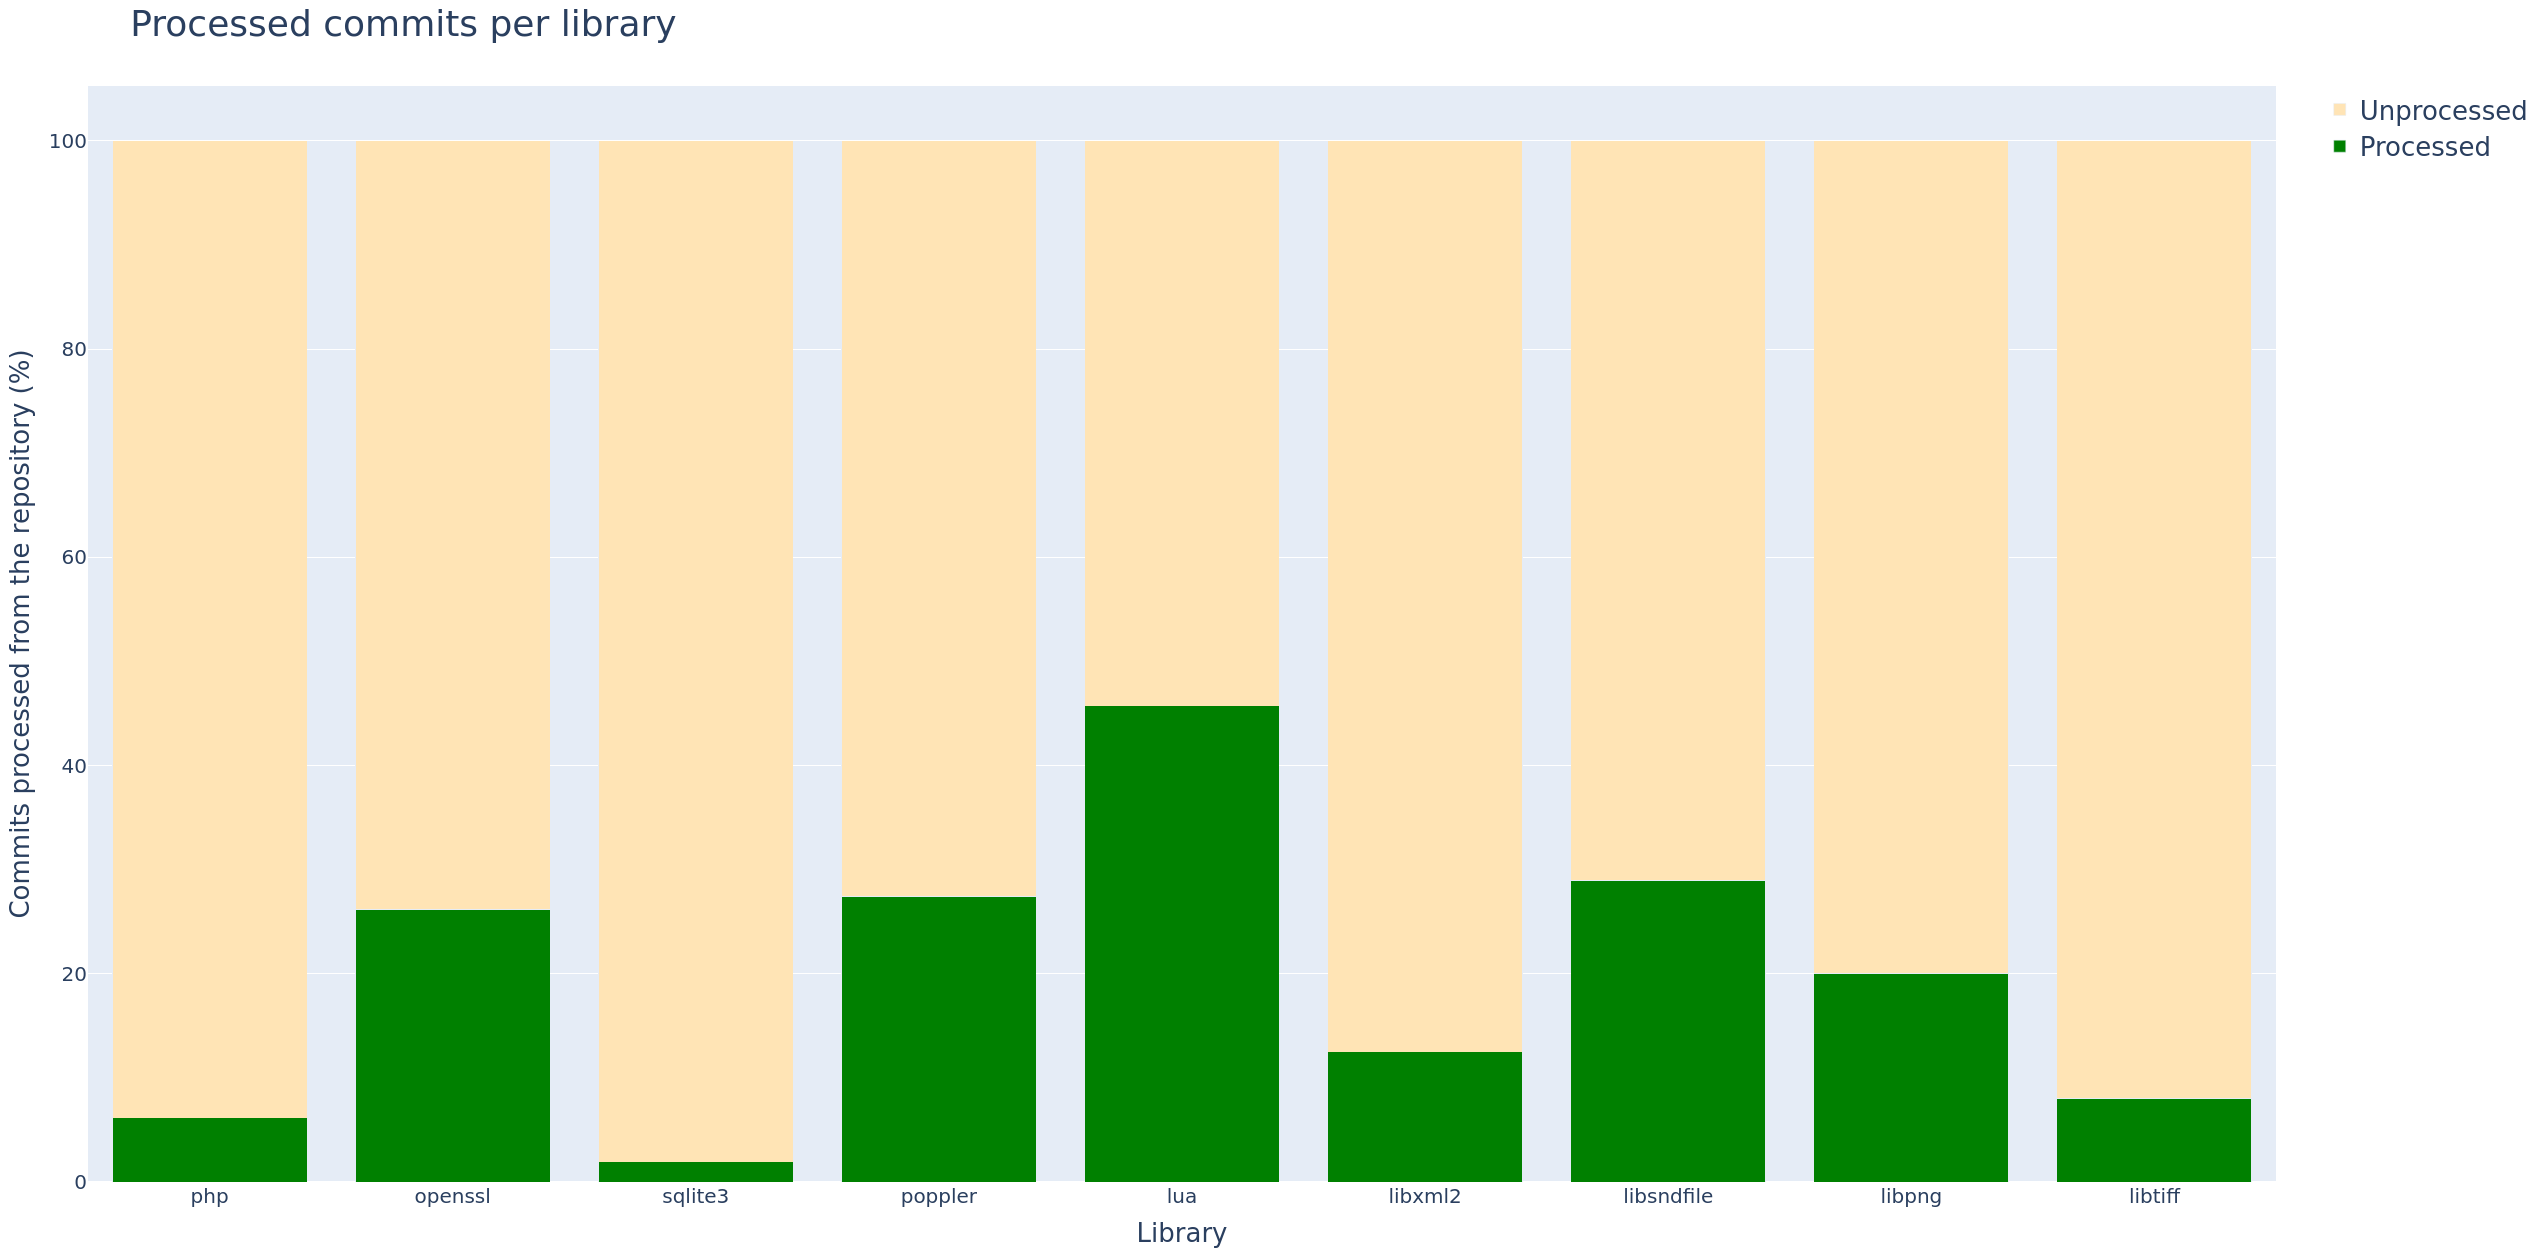 Processed commits per library
Unprocessed
Processed
Commits processed from the repository (%)
100
80
60
40
20
0
php
openssl
sqlite3
poppler
lua
libxml2
libsndfile
libpng
libtiff
Library